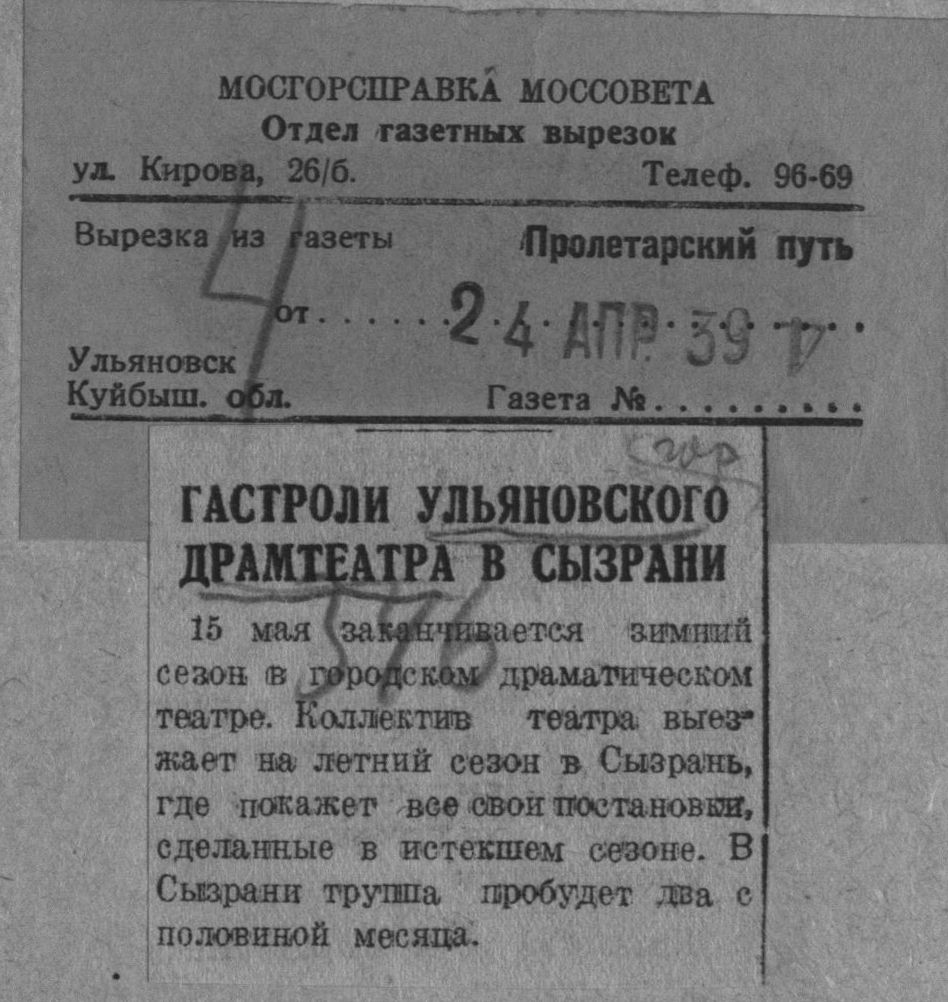 МОСГОРСПРАВКА МОССОВЕТА
Отдел газетных вырезок
ул. Кирова, 26/б. Телеф. 96-69
Вырезка из газеты Пролетарский путь
4
от . . . . . . 24 АПР. 39
Ульяновск
Куйбыш. обл. Газета № . . . . . . . . .
ГАСТРОЛИ УЛЬЯНОВСКОГО
ДРАМТЕАТРА В СЫЗРАНИ
15 мая заканчивается зимний
сезон в городском драматическом
театре. Коллектив театра выез-
жает на летний сезон в Сызрань,
где покажет все свои постановки,
сделанные в истекшем сезоне. В
Сызрани труппа пробудет два с
половиной месяца.